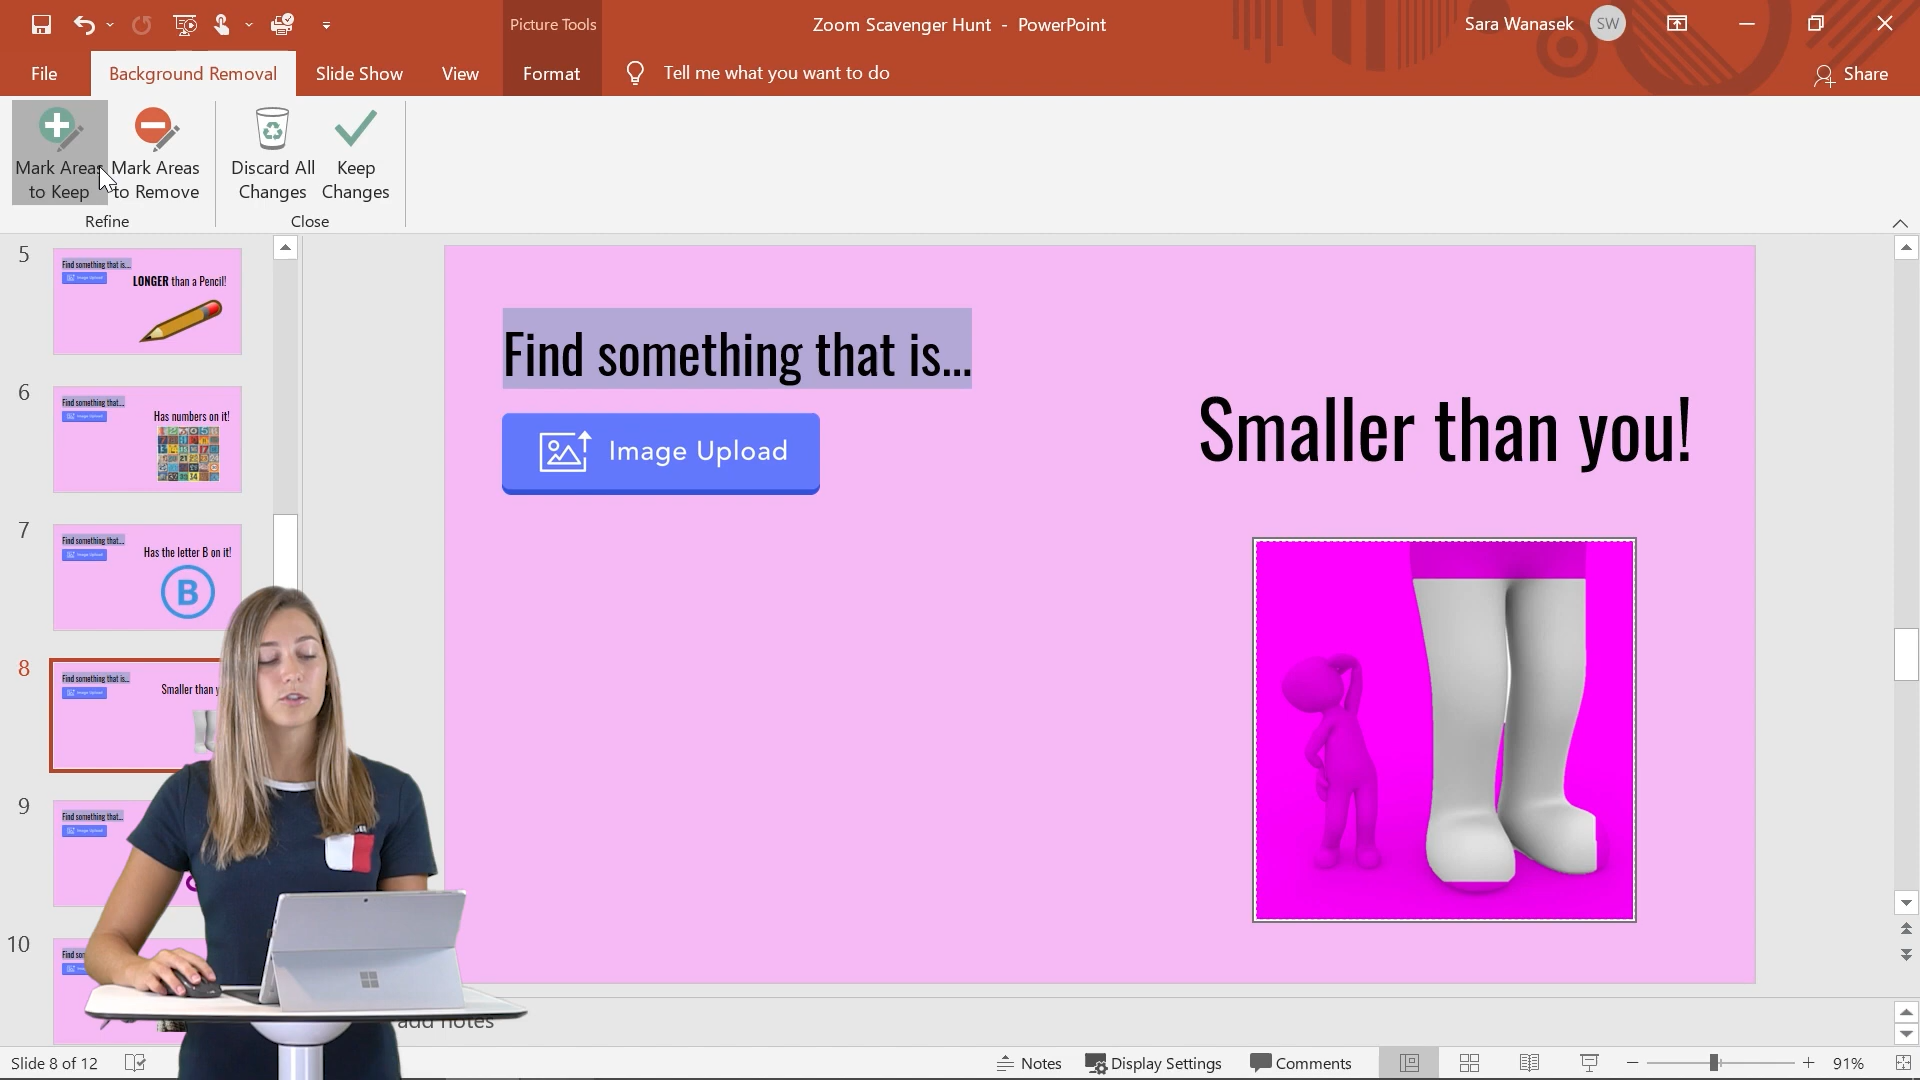 Picture Tools
Zoom Scavenger Hunt - PowerPoint
Sara Wanasek SW
File
Background Removal
Slide Show
View
Format
Tell me what you want to do
Share
Mark Areas to Keep
Mark Areas to Remove
Discard All Changes
Keep Changes
Refine
Close
5
Find something that is...
Image Upload
LONGER than a Pencil!
6
Find something that...
Image Upload
Has numbers on it!
7
Find something that...
Image Upload
Has the letter B on it!
B
8
Find something that is...
Image Upload
Smaller than
9
Find something that...
Image Upload
10
Find something that is...
Image Upload
Smaller than you!
add notes
Slide 8 of 12
Notes
Display Settings
Comments
91%